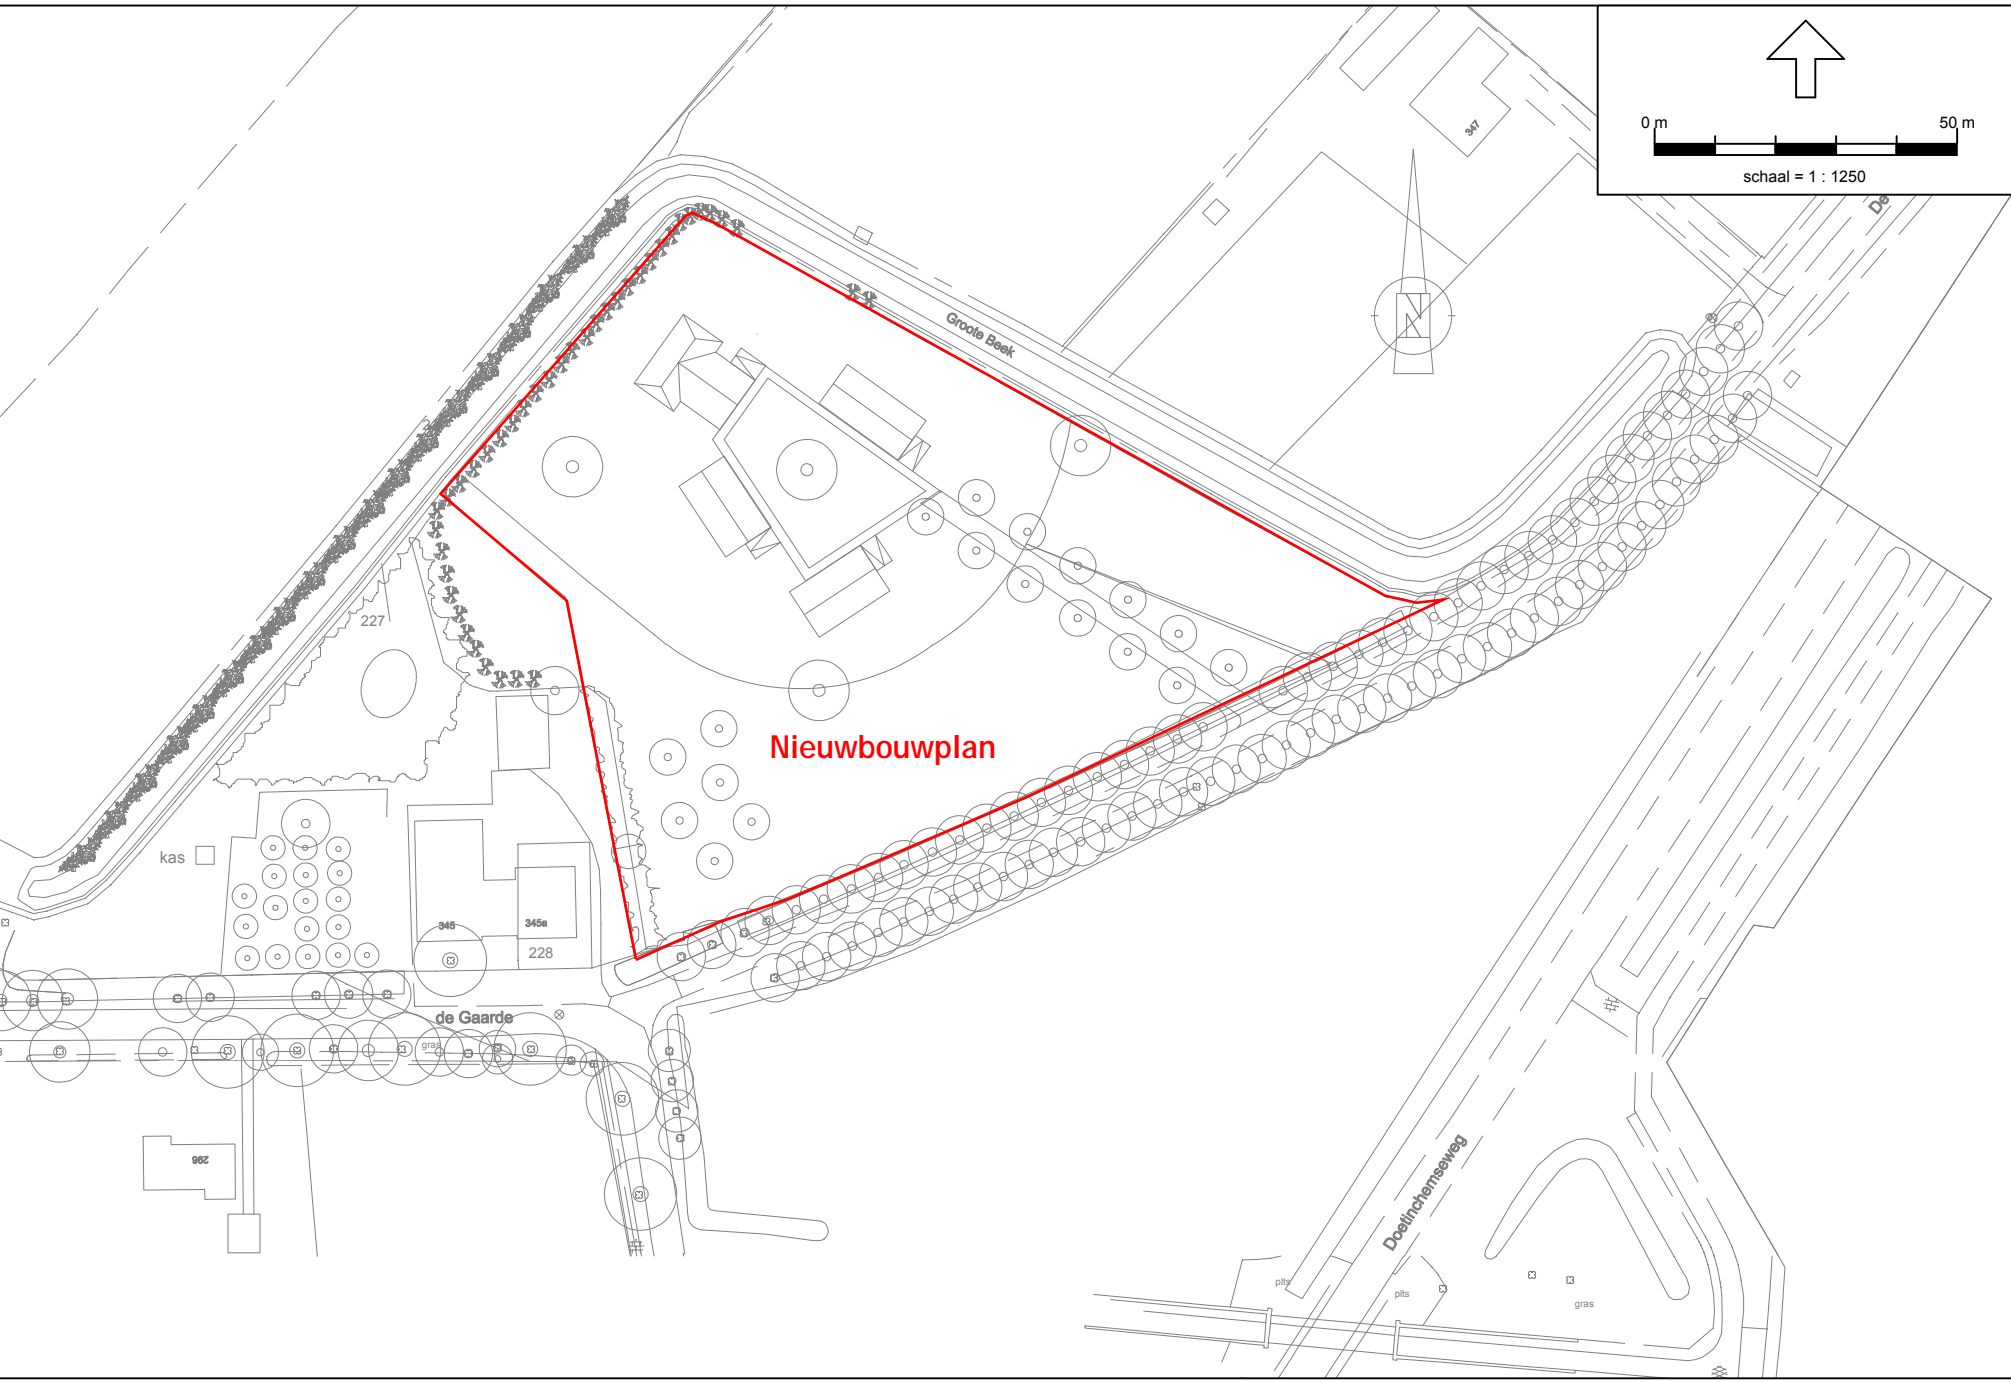 0 m
50 m
schaal = 1 : 1250
347
De
Groote Beek
N
227
Nieuwbouwplan
kas
345
345a
228
de Gaarde
gras
296
Doetinchemseweg
plts
plts
gras